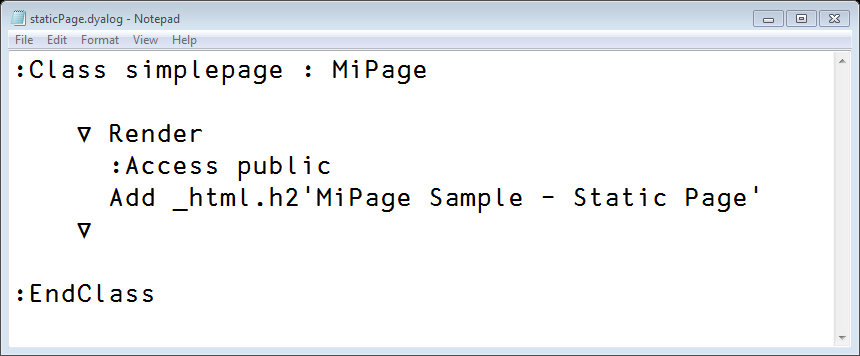 staticPage.dyalog - Notepad
File Edit Format View Help
:Class simplepage : MiPage
∇ Render
:Access public
Add _html.h2'MiPage Sample - Static Page'
∇
:EndClass